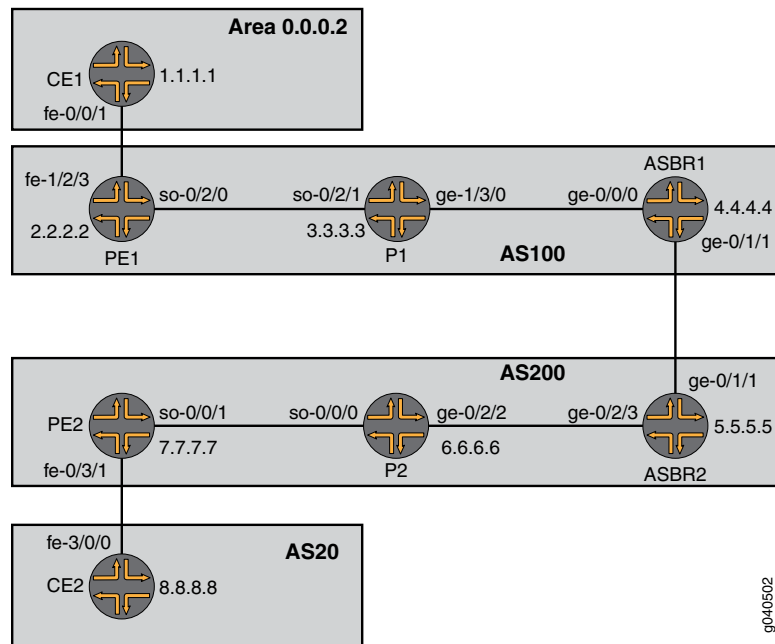 Area 0.0.0.2
CE1
1.1.1.1
fe-0/0/1
ASBR1
fe-1/2/3
so-0/2/0
so-0/2/1
ge-1/3/0
ge-0/0/0
4.4.4.4
2.2.2.2
3.3.3.3
ge-0/1/1
PE1
P1
AS100
AS200
ge-0/1/1
so-0/0/1
so-0/0/0
ge-0/2/2
ge-0/2/3
PE2
5.5.5.5
7.7.7.7
6.6.6.6
fe-0/3/1
P2
ASBR2
fe-3/0/0
AS20
CE2
8.8.8.8
g040502